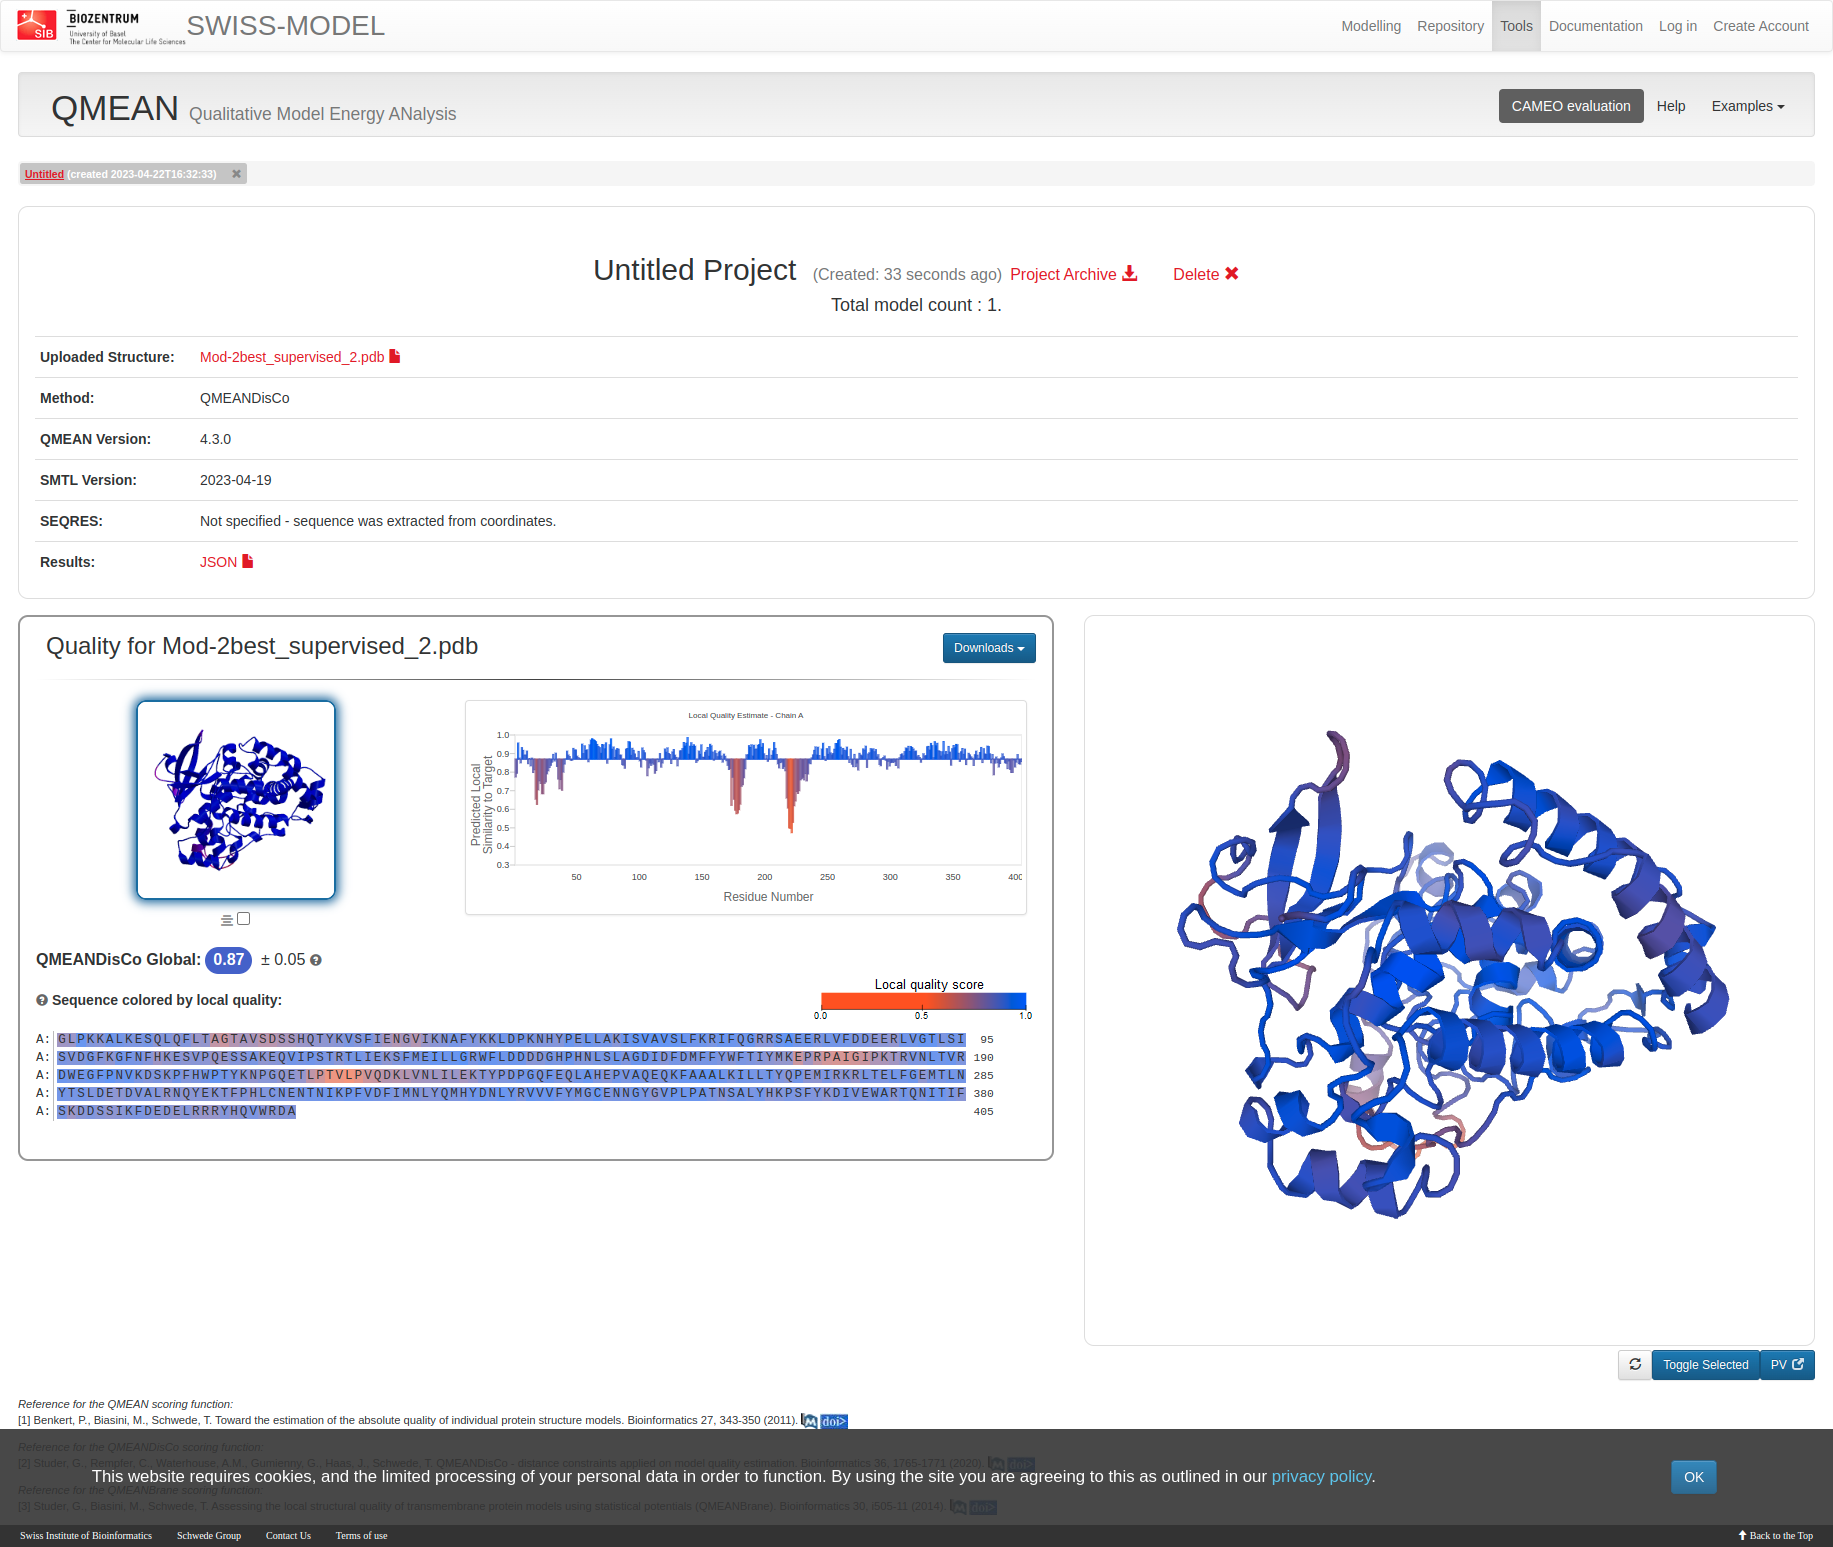 SIB
BIOZENTRUM
University of Basel
The Center for Molecular Life Sciences
SWISS-MODEL
Modelling Repository Tools Documentation Log in Create Account
QMEAN Qualitative Model Energy ANalysis
CAMEO evaluation Help Examples
Untitled (created 2023-04-22T16:32:33)
Untitled Project (Created: 33 seconds ago) Project Archive Delete
Total model count : 1.
Uploaded Structure: Mod-2best_supervised_2.pdb
Method: QMEANDisCo
QMEAN Version: 4.3.0
SMTL Version: 2023-04-19
SEQRES: Not specified - sequence was extracted from coordinates.
Results: JSON
Quality for Mod-2best_supervised_2.pdb
Downloads
Local Quality Estimate - Chain A
Predicted Local
Similarity to Target
1.0
0.9
0.8
0.7
0.6
0.5
0.4
0.3
50 100 150 200 250 300 350 400
Residue Number
QMEANDisCo Global: 0.87 ± 0.05
Sequence colored by local quality:
Local quality score
0.0 0.5 1.0
A: GLPKKALKESQLQFLTAGTAVSDSSHQTYKVSFIENGVIKNAFYKKLDPKNHYPELLAKISVAVSLFKRIFQGRRSAEERLVFDDEERLVGTLSI 95
A: SVDGFKGFNFHKESVPQESSAKEQVIPSTRTLIEKSFMEILLGRWFLDDDDGHPHNLSLAGDIDFDMFFYWFTIYMKEPRPAIGIPKTRVNLTVR 190
A: DWEGFPNVKDSKPFHWPTYKNPGQETLPTVLPVQDKLVNLILEKTYPDPGQFEQLAHEPVAQEQKFAAALKILLTYQPEMIRKRLTELFGEMTLN 285
A: YTSLDETDVALRNQYEKTFPHLCNENTNIKPFVDFIMNLYQMHYDNLYRVVVFYMGCENNGYGVPLPATNSALYHKPSFYKDIVEWARTQNITIF 380
A: SKDDSSIKFDEDELRRRYHQVWRDA 405
Toggle Selected PV
Reference for the QMEAN scoring function:
[1] Benkert, P., Biasini, M., Schwede, T. Toward the estimation of the absolute quality of individual protein structure models. Bioinformatics 27, 343-350 (2011). doi>
Reference for the QMEANDisCo scoring function:
[2] Studer, G., Rempfer, C., Waterhouse, A.M., Gumienny, G., Haas, J., Schwede, T. QMEANDisCo - distance constraints applied on model quality estimation. Bioinformatics 36, 1765-1771 (2020). doi>
This website requires cookies, and the limited processing of your personal data in order to function. By using the site you are agreeing to this as outlined in our privacy policy. OK
Reference for the QMEANBrane scoring function:
[3] Studer, G., Biasini, M., Schwede, T. Assessing the local structural quality of transmembrane protein models using statistical potentials (QMEANBrane). Bioinformatics 30, i505-11 (2014). doi>
Swiss Institute of Bioinformatics Schwede Group Contact Us Terms of use Back to the Top